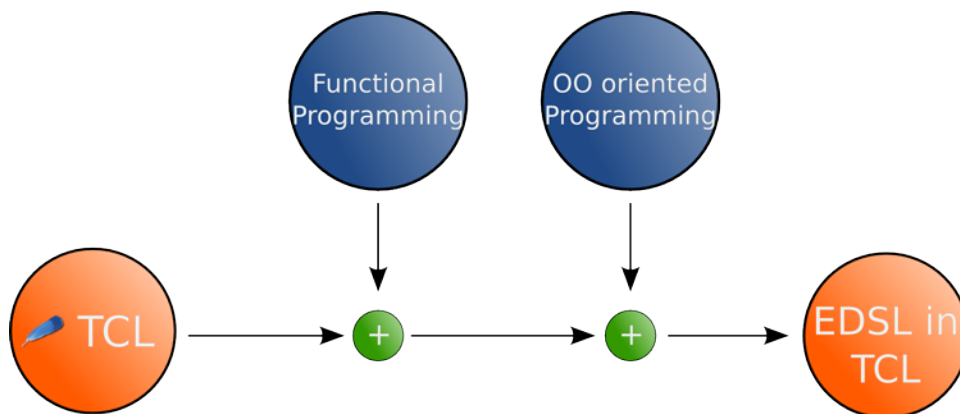 Functional
Programming
OO oriented
Programming
TCL
+
+
EDSL in
TCL